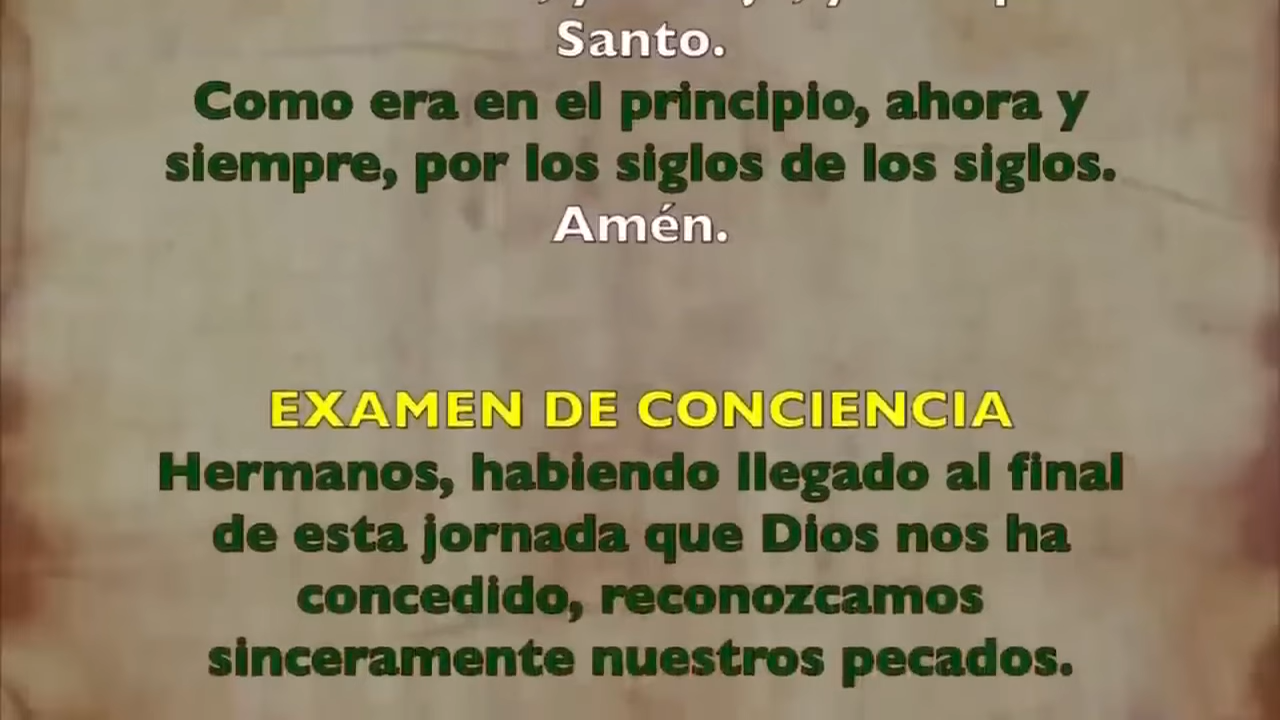 Santo.
Como era en el principio, ahora y
siempre, por los siglos de los siglos.
Amén.
EXAMEN DE CONCIENCIA
Hermanos, habiendo llegado al final
de esta jornada que Dios nos ha
concedido, reconozcamos
sinceramente nuestros pecados.